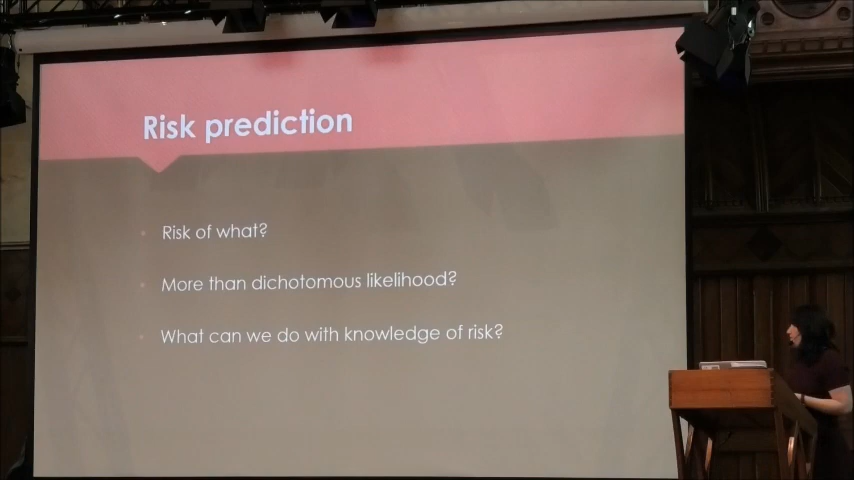 Risk prediction
Risk of what?
More than dichotomous likelihood?
What can we do with knowledge of risk?